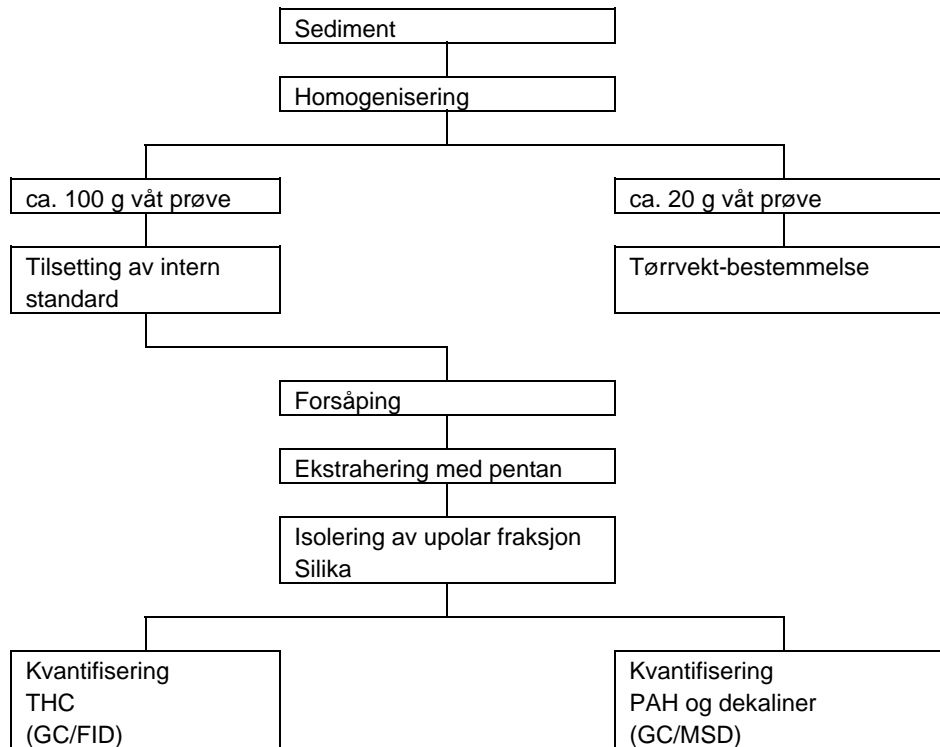 Sediment
Homogenisering
ca. 100 g våt prøve
ca. 20 g våt prøve
Tilsetting av intern
standard
Tørrvekt-bestemmelse
Forsåping
Ekstrahering med pentan
Isolering av upolar fraksjon
Silika
Kvantifisering
THC
(GC/FID)
Kvantifisering
PAH og dekaliner
(GC/MSD)